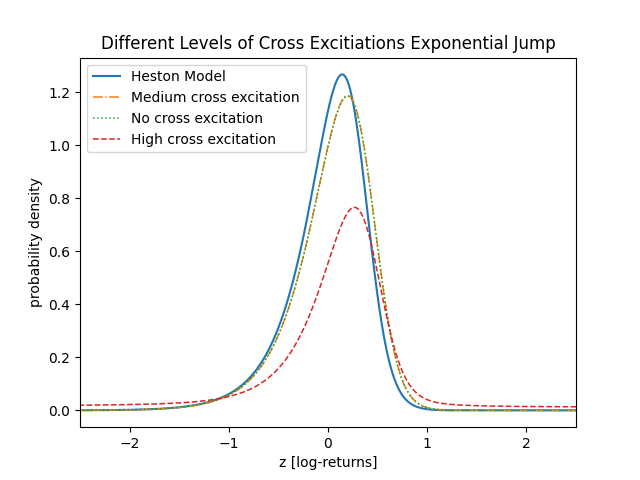 Different Levels of Cross Excitiations Exponential Jump
Heston Model
Medium cross excitation
No cross excitation
High cross excitation
probability density
1.2
1.0
0.8
0.6
0.4
0.2
0.0
−2
−1
0
1
2
z [log-returns]